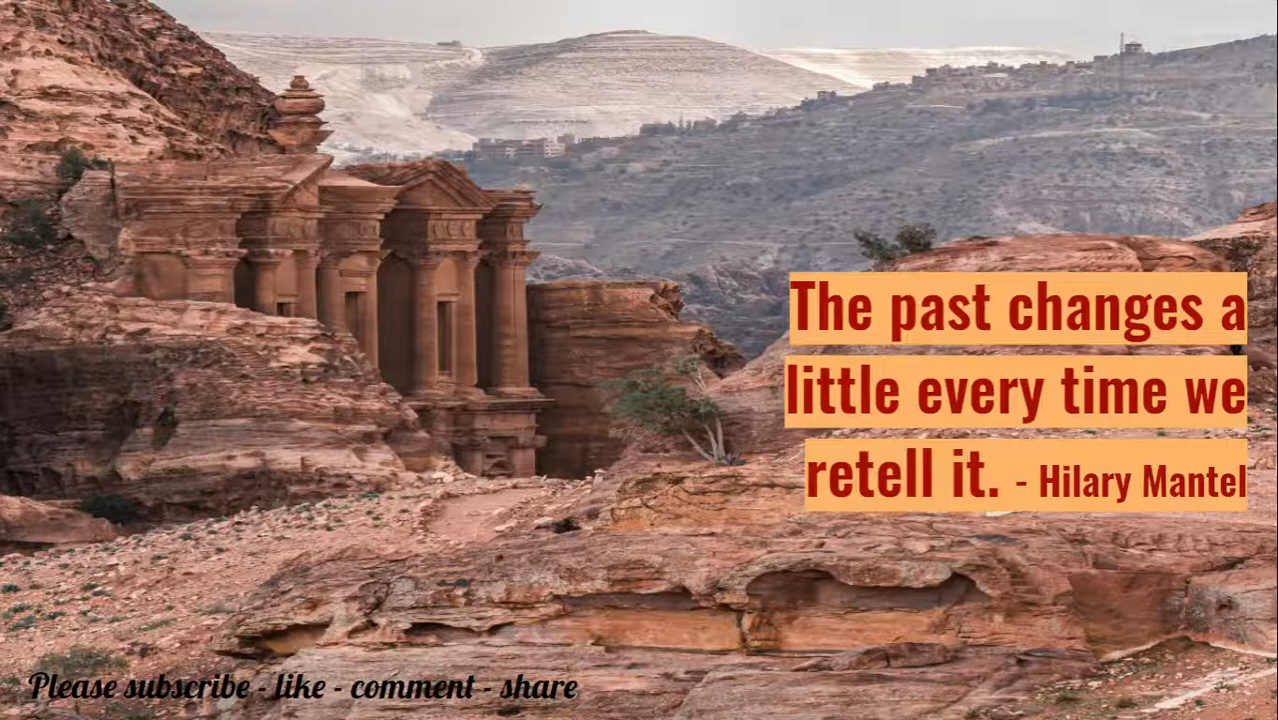 The past changes a
little every time we
retell it. - Hilary Mantel
Please subscribe - like - comment - share